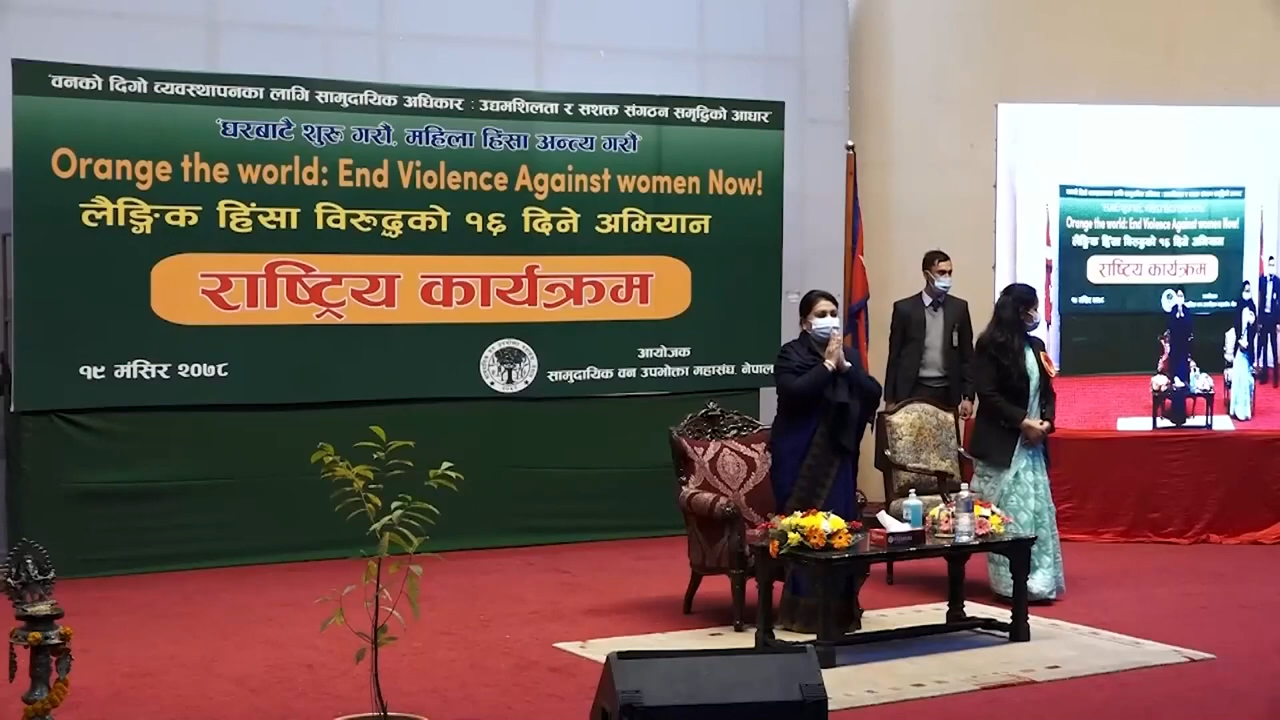 'वनको दिगो व्यवस्थापनका लागि सामुदायिक अधिकार : उद्यमशिलता र सशक्त संगठन समृद्धिको आधार'
'घरबाटै शुरु गरौं, महिला हिंसा अन्त्य गरौं'
Orange the world: End Violence Against women Now!
लैङ्गिक हिंसा विरुद्धको १६ दिने अभियान
राष्ट्रिय कार्यक्रम
१९ मंसिर २०७८
आयोजक
सामुदायिक वन उपभोक्ता महासंघ, नेपाल
Orange the world: End Violence Against women Now!
लैङ्गिक हिंसा विरुद्धको १६ दिने अभियान
राष्ट्रिय कार्यक्रम